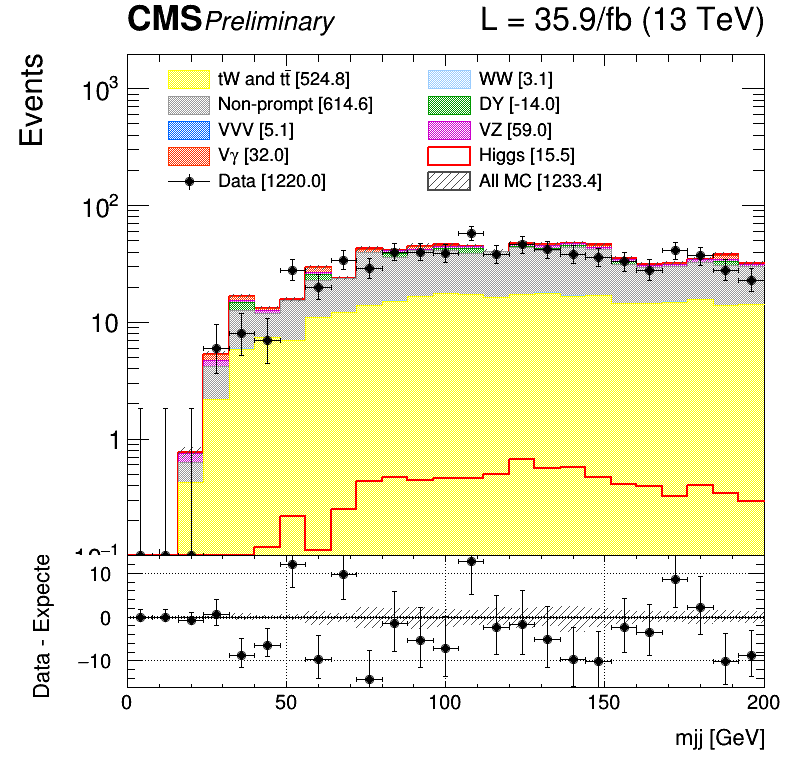 CMS Preliminary L = 35.9/fb (13 TeV)
Events
10³
10²
10
1
10⁻¹
tW and tt̄ [524.8]
WW [3.1]
Non-prompt [614.6]
DY [-14.0]
VVV [5.1]
VZ [59.0]
Vγ [32.0]
Higgs [15.5]
Data [1220.0]
All MC [1233.4]
Data - Expecte
10
0
−10
0 50 100 150 200
mjj [GeV]